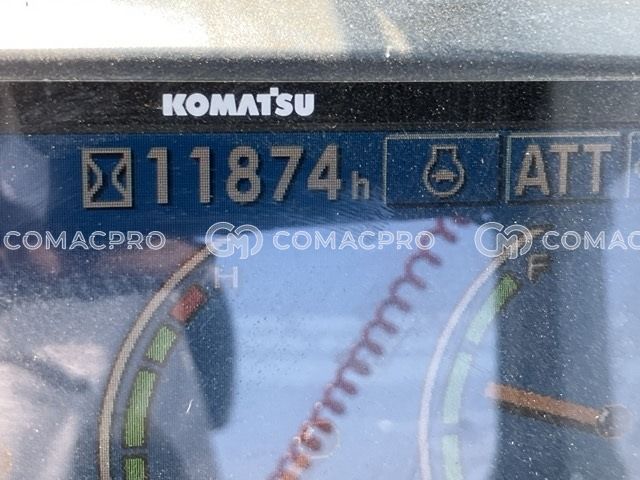 KOMATSU
11874h ATT
COMACPRO COMACPRO COMACPRO
H F